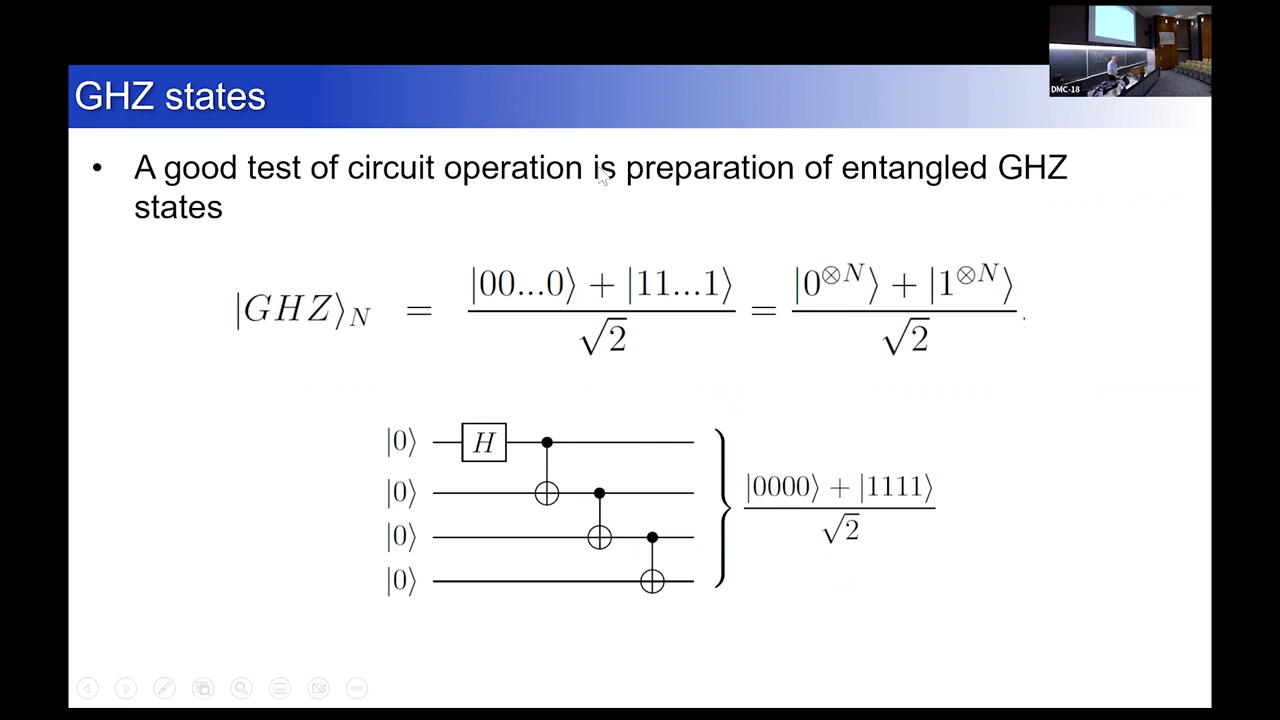 DMC-18
GHZ states
• A good test of circuit operation is preparation of entangled GHZ
states
|GHZ⟩_N = (|00...0⟩ + |11...1⟩)/√2 = (|0^{⊗N}⟩ + |1^{⊗N}⟩)/√2 .
|0⟩ H
|0⟩
|0⟩
|0⟩
(|0000⟩ + |1111⟩)/√2